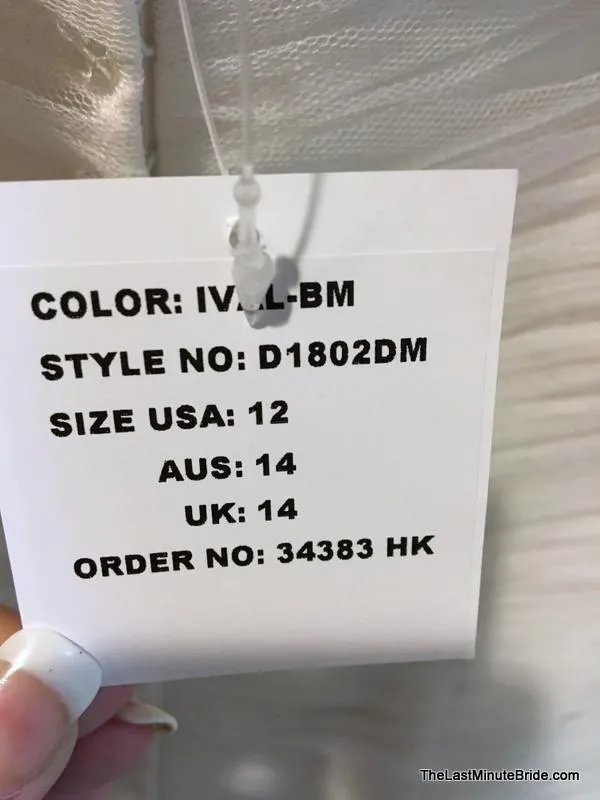 COLOR:
STYLE NO: D1802DM
SIZE USA: 12
AUS: 14
UK: 14
ORDER NO: 34383 HK
TheLastMinuteBride.com